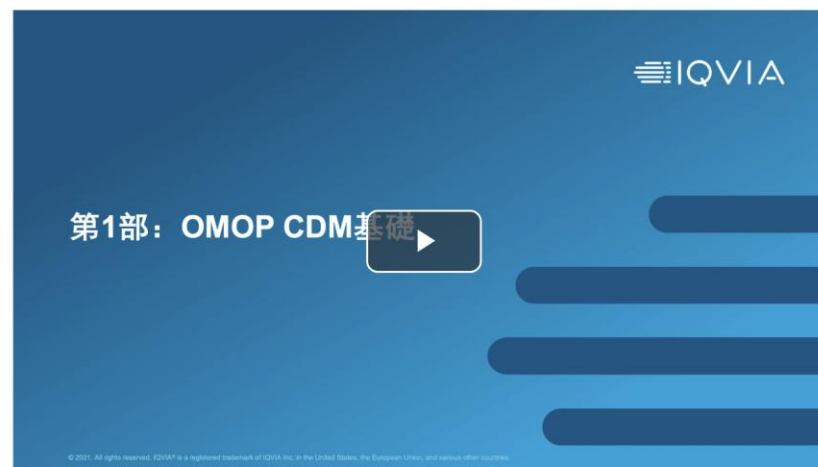 IQVIA
第1部：OMOP CDM基礎
© 2021. All rights reserved. IQVIA® is a registered trademark of IQVIA Inc. in the United States, the European Union, and various other countries.